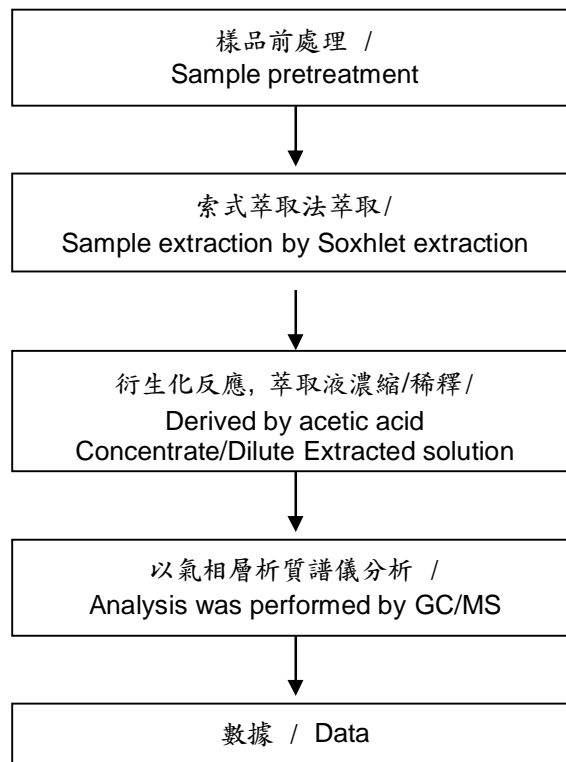 樣品前處理 /
Sample pretreatment
索式萃取法萃取/
Sample extraction by Soxhlet extraction
衍生化反應, 萃取液濃縮/稀釋/
Derived by acetic acid
Concentrate/Dilute Extracted solution
以氣相層析質譜儀分析 /
Analysis was performed by GC/MS
數據 / Data